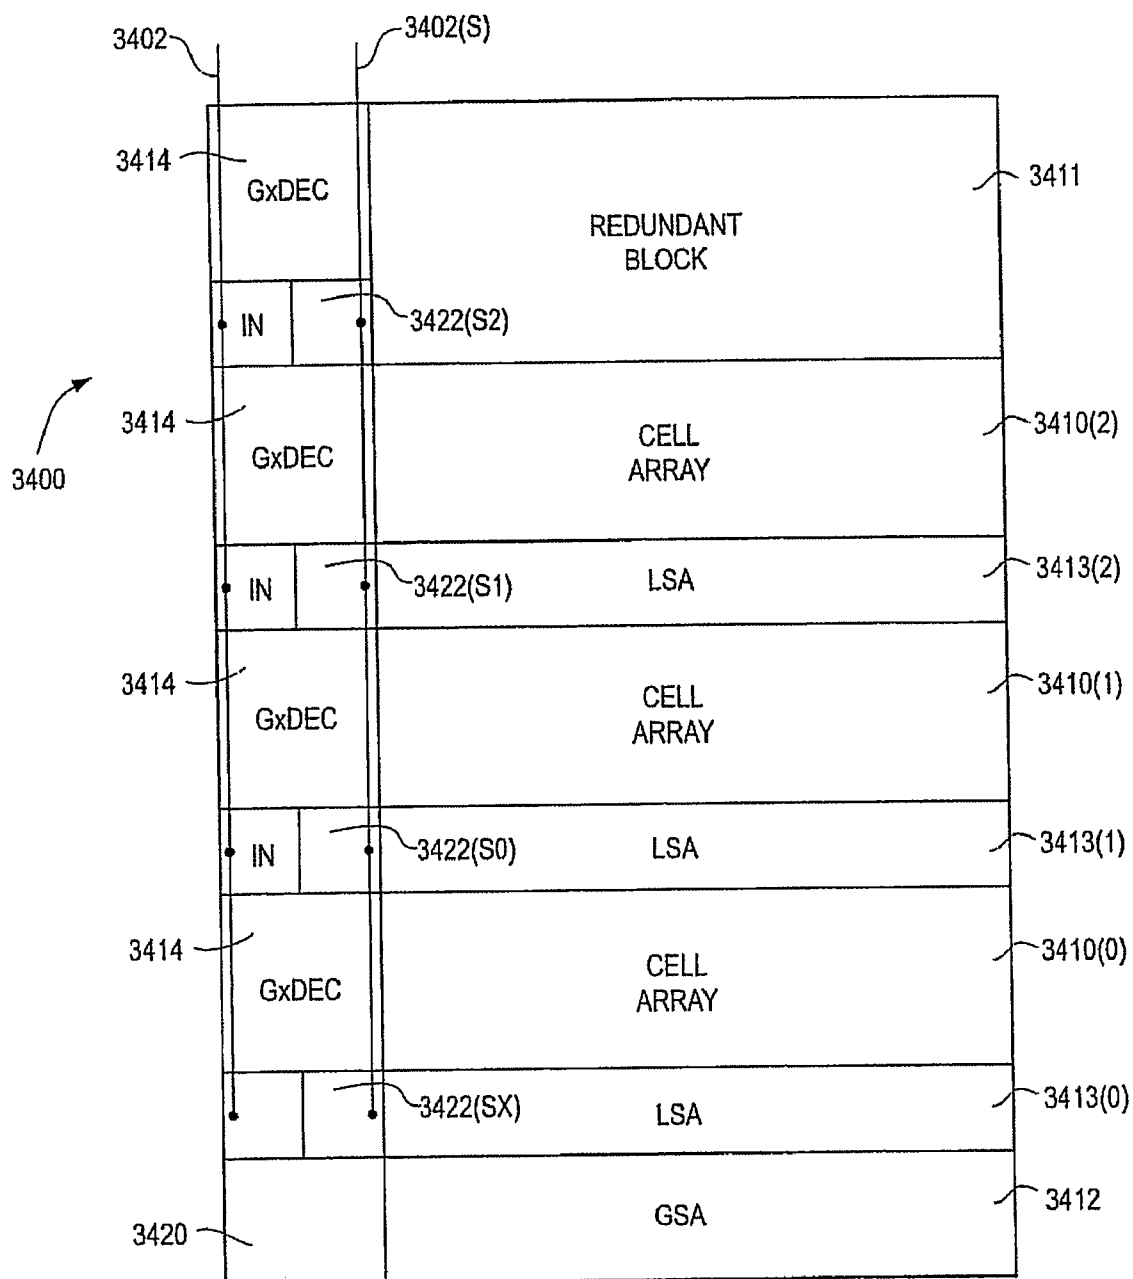 3402
3402(S)
3414
GxDEC
3411
REDUNDANT
BLOCK
IN
3422(S2)
3400
3414
GxDEC
CELL
ARRAY
3410(2)
IN
3422(S1)
LSA
3413(2)
3414
GxDEC
CELL
ARRAY
3410(1)
IN
3422(S0)
LSA
3413(1)
3414
GxDEC
CELL
ARRAY
3410(0)
3422(SX)
LSA
3413(0)
3420
GSA
3412